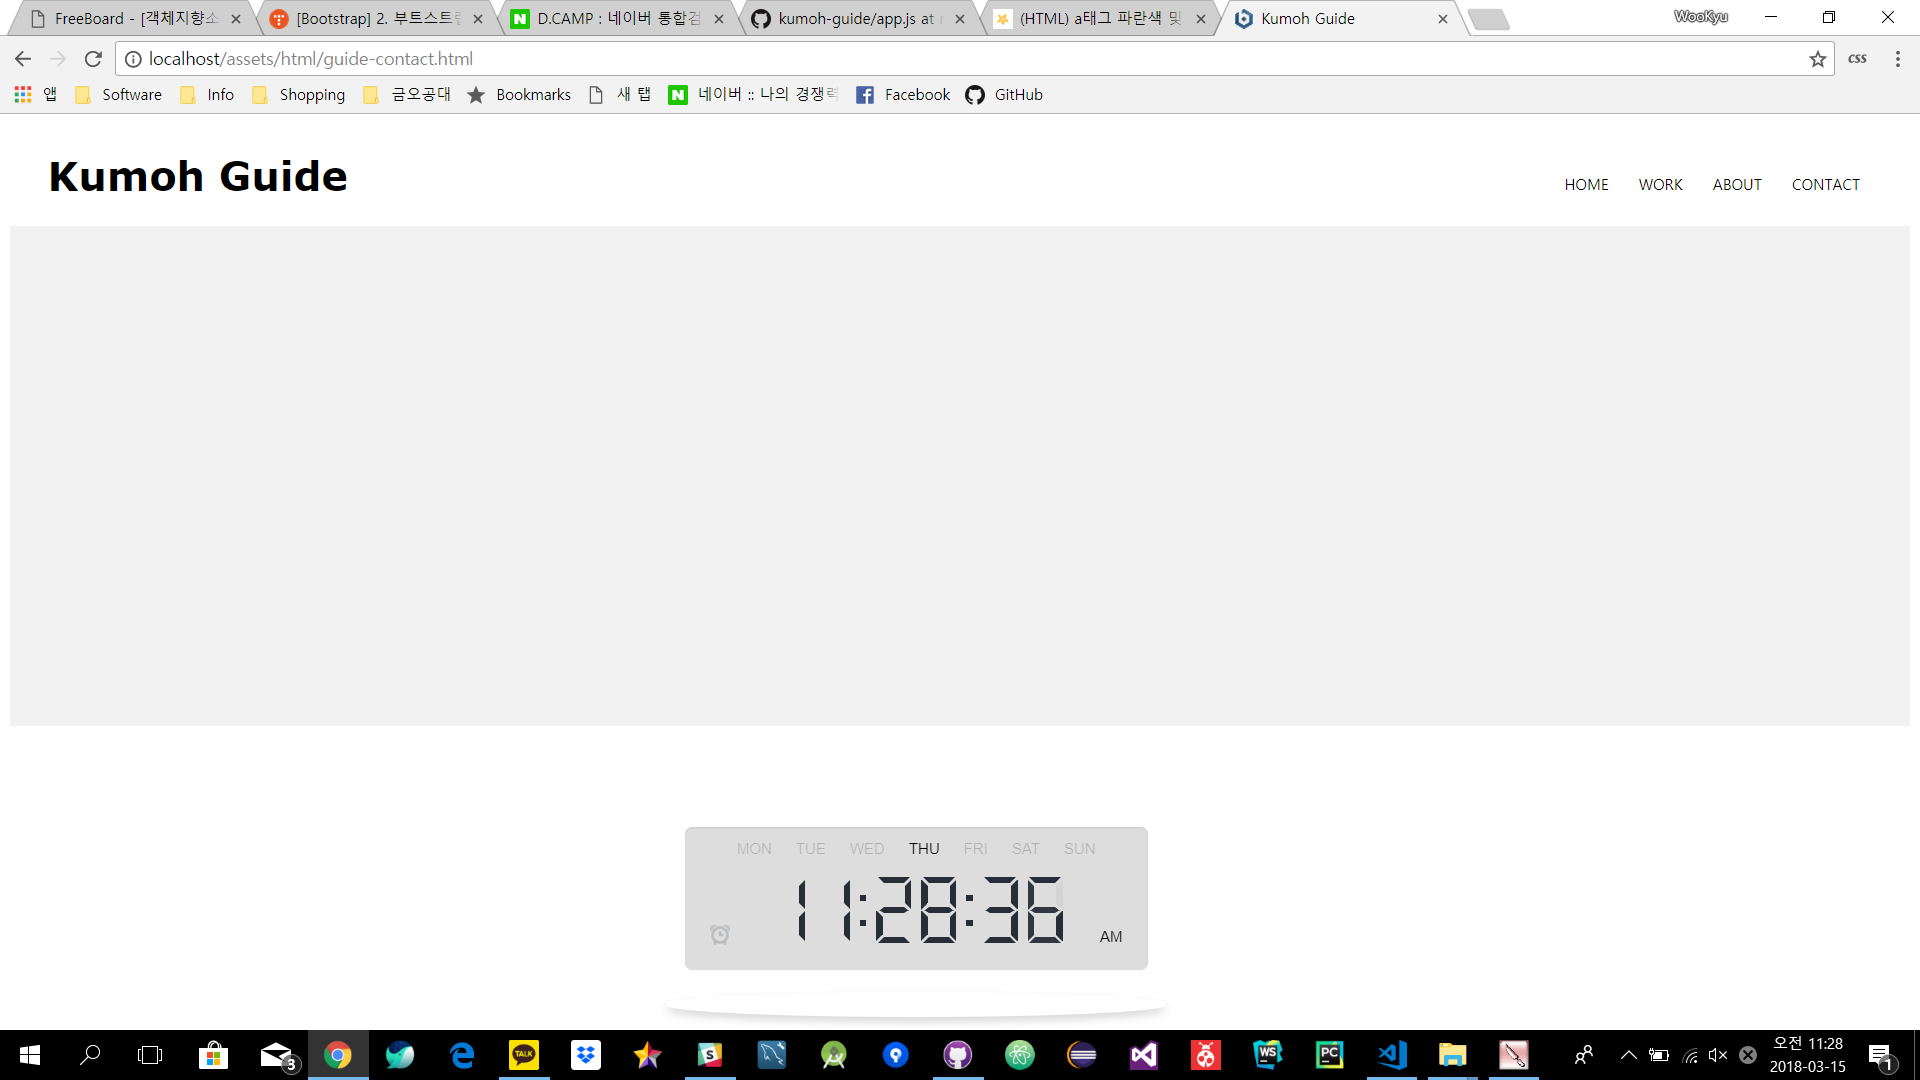 FreeBoard - [객체지향소
[Bootstrap] 2. 부트스트랩
D.CAMP : 네이버 통합검
kumoh-guide/app.js at
(HTML) a태그 파란색 및
Kumoh Guide
WooKyu
localhost/assets/html/guide-contact.html
css
앱
Software
Info
Shopping
금오공대
Bookmarks
새 탭
네이버 :: 나의 경쟁력
Facebook
GitHub
Kumoh Guide
HOME
WORK
ABOUT
CONTACT
MON TUE WED THU FRI SAT SUN
11:28:36
AM
3
TALK
WS
PC
오전 11:28
2018-03-15
1